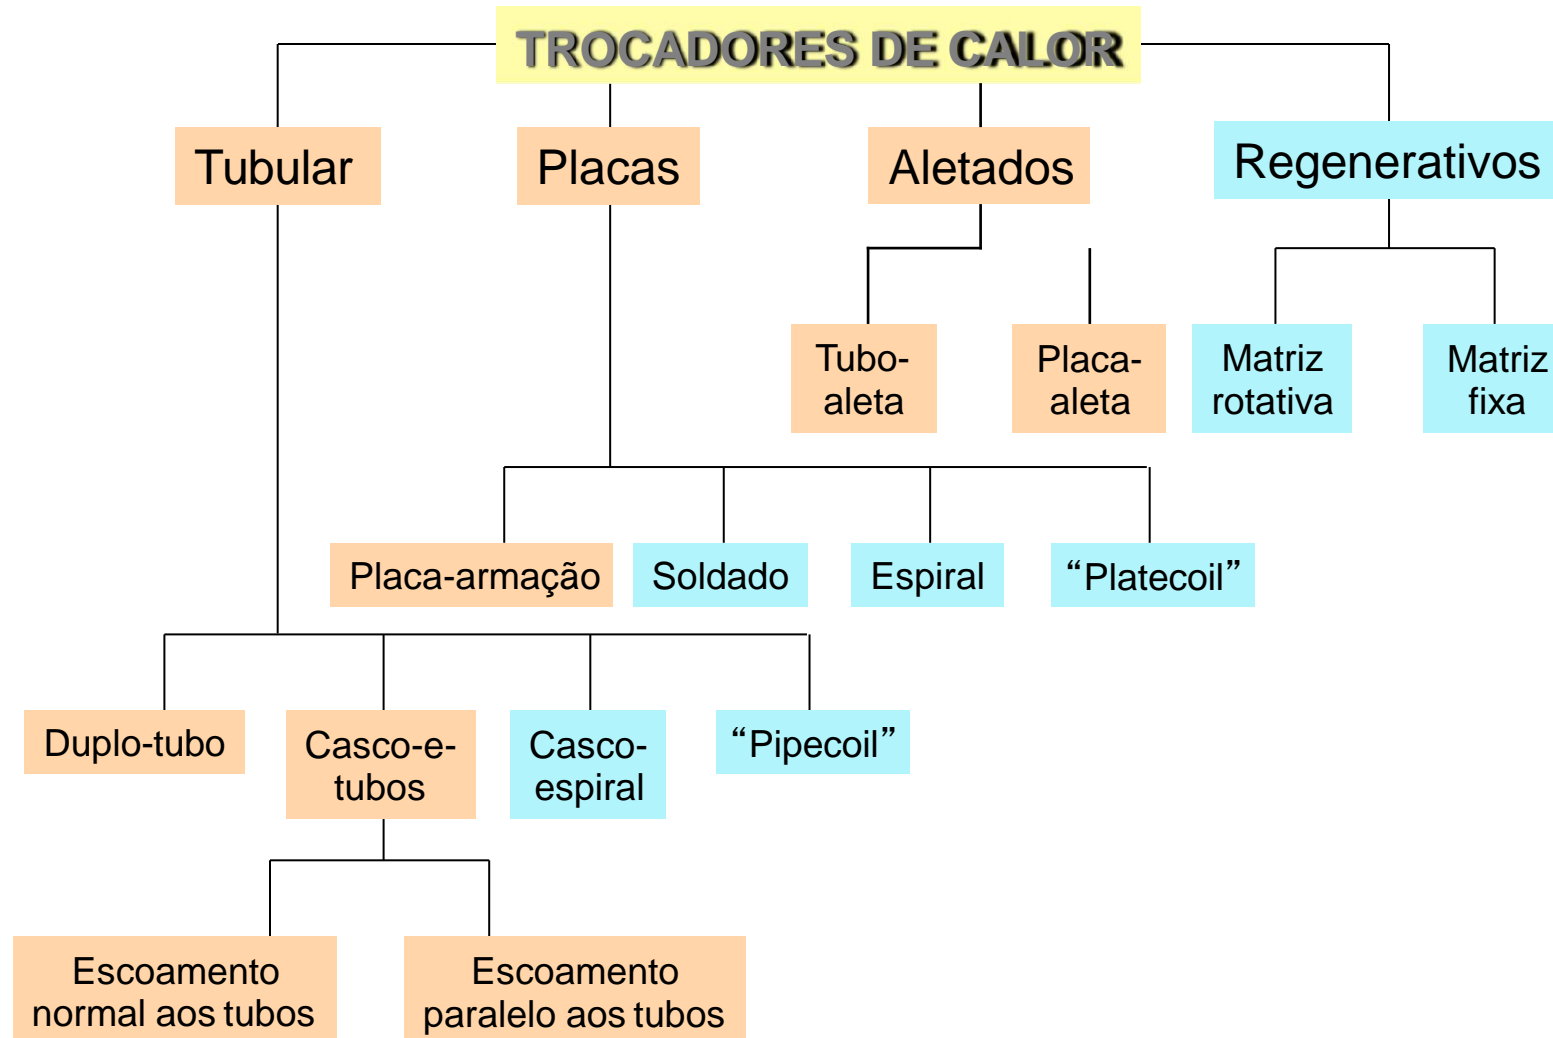 TROCADORES DE CALOR
Tubular
Placas
Aletados
Regenerativos
Tubo-
aleta
Placa-
aleta
Matriz
rotativa
Matriz
fixa
Placa-armação
Soldado
Espiral
“Platecoil”
Duplo-tubo
Casco-e-
tubos
Casco-
espiral
“Pipecoil”
Escoamento
normal aos tubos
Escoamento
paralelo aos tubos